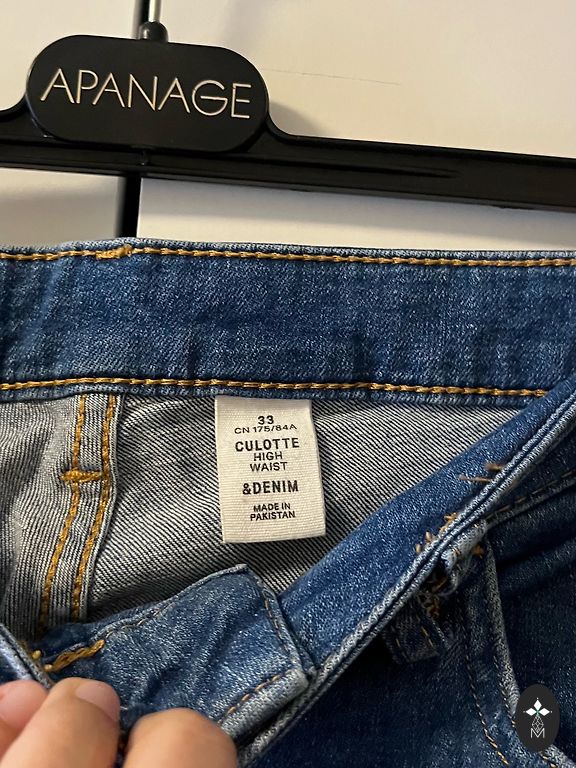 APANAGE
33
CN 175/84A
CULOTTE
HIGH
WAIST
&DENIM
MADE IN
PAKISTAN
M